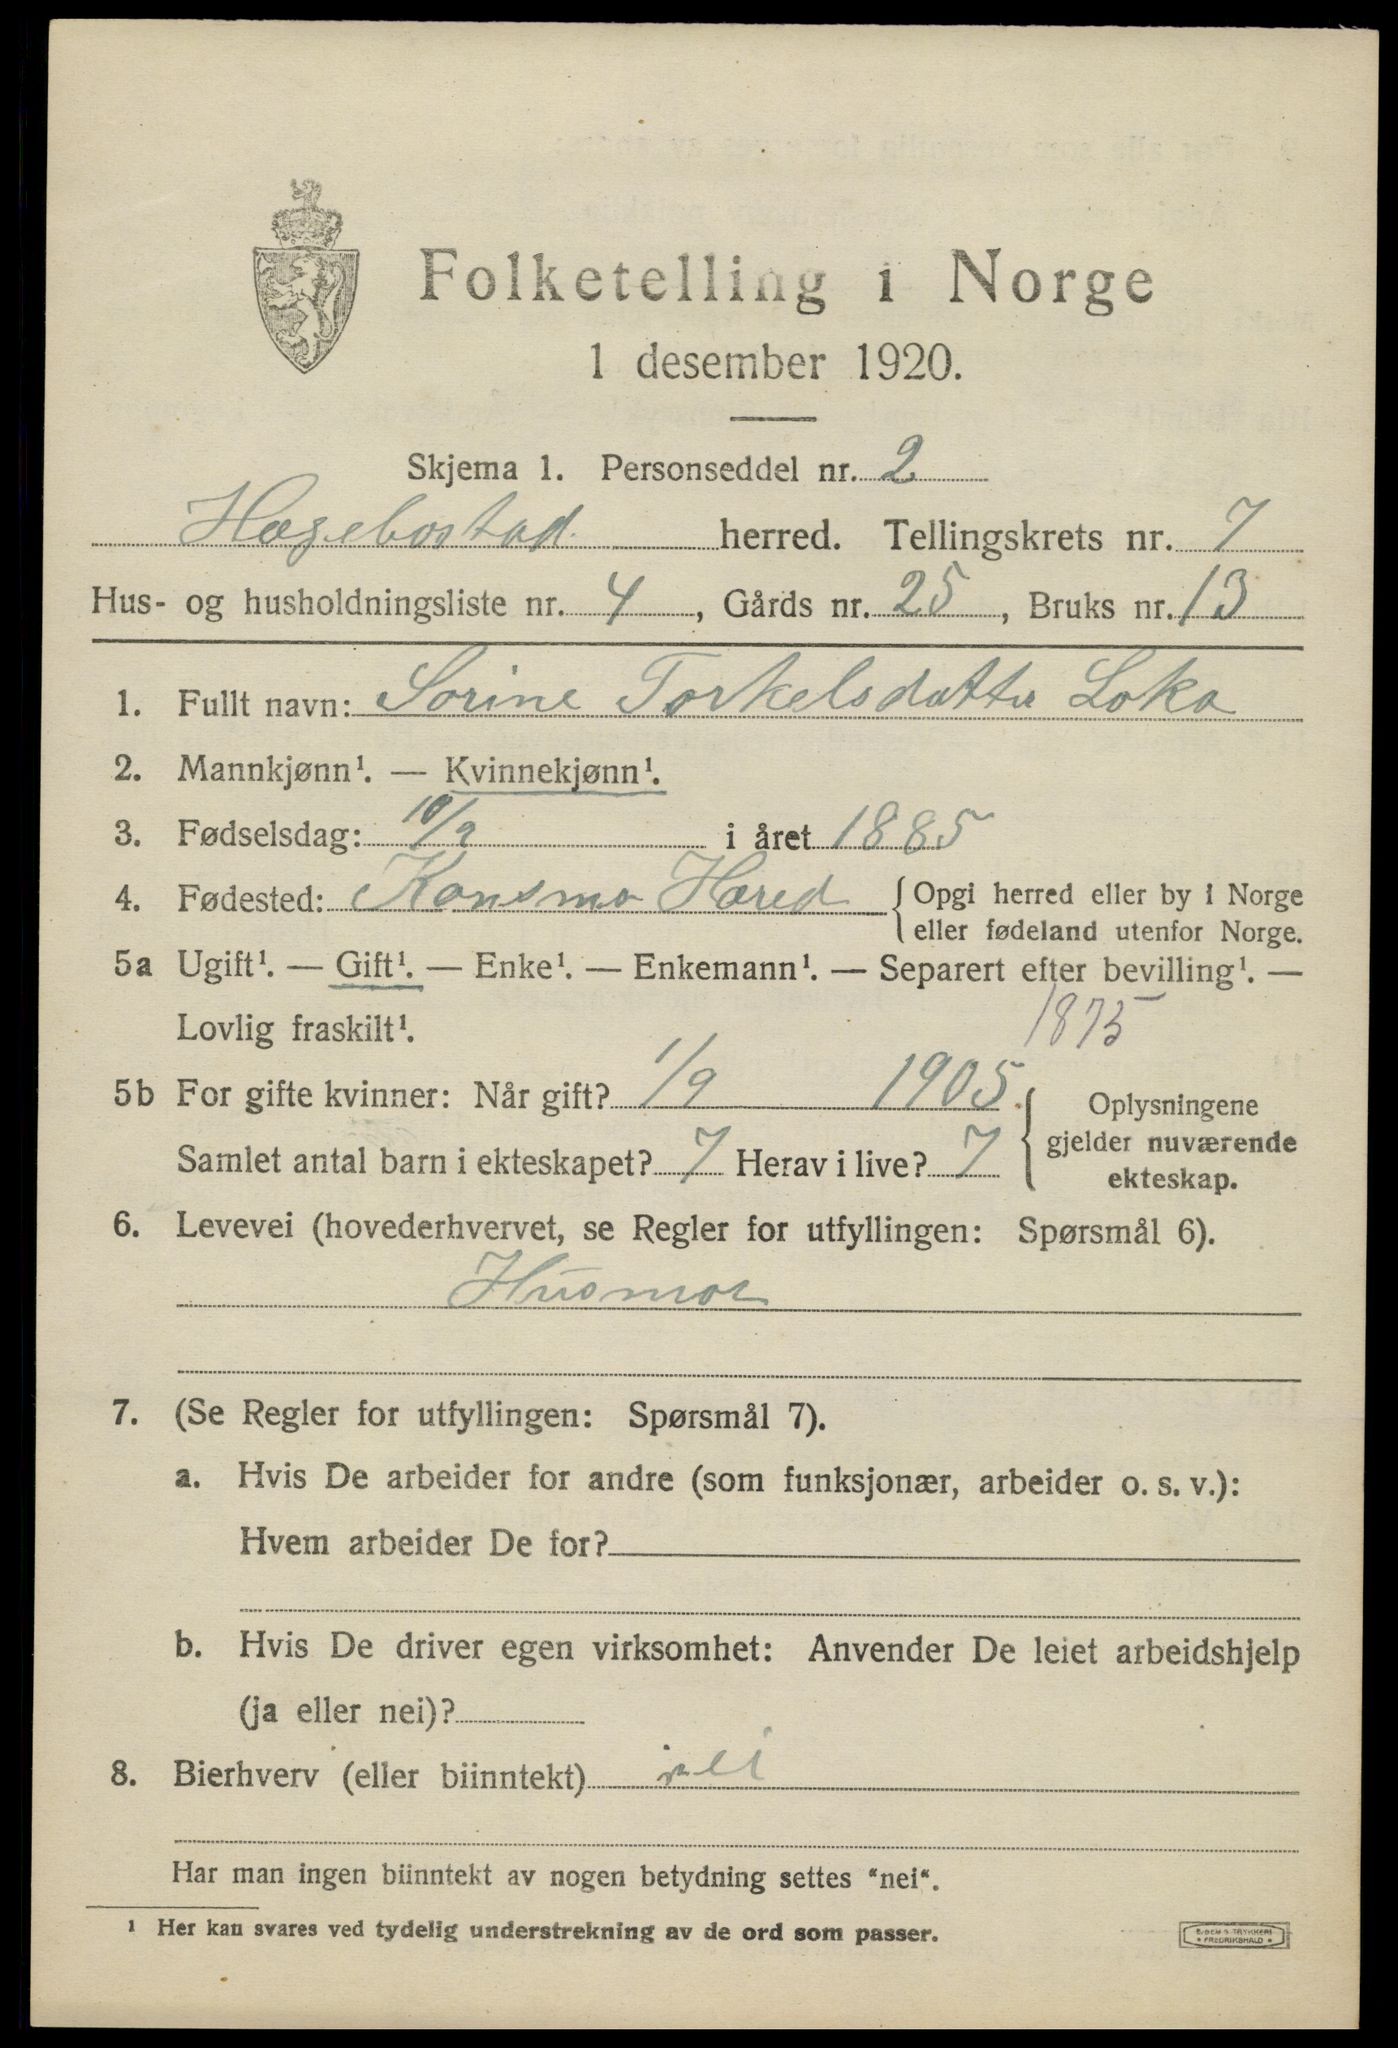 Folketelling i Norge
1 desember 1920.
Skjema 1. Personseddel nr. 2
Hægebostad herred. Tellingskrets nr. 7
Hus- og husholdningsliste nr. 4, Gårds nr. 25, Bruks nr. 13
1. Fullt navn: Sorine Torkelsdatter Loka
2. Mannkjønn¹. — Kvinnekjønn¹.
3. Fødselsdag: 10/9 i året 1885
4. Fødested: Konsmo Hered { Opgi herred eller by i Norge
eller fødeland utenfor Norge.
5a Ugift¹. — Gift¹. — Enke¹. — Enkemann¹. — Separert efter bevilling¹. —
Lovlig fraskilt¹. 1875
5b For gifte kvinner: Når gift? 1/9 1905 { Oplysningene
Samlet antal barn i ekteskapet? 7 Herav i live? 7 gjelder nuværende
ekteskap.
6. Levevei (hovederhvervet, se Regler for utfyllingen: Spørsmål 6).
Husmor
7. (Se Regler for utfyllingen: Spørsmål 7).
a. Hvis De arbeider for andre (som funksjonær, arbeider o. s. v.):
Hvem arbeider De for?
b. Hvis De driver egen virksomhet: Anvender De leiet arbeidshjelp
(ja eller nei)?
8. Bierhverv (eller biinntekt) nei
Har man ingen biinntekt av nogen betydning settes "nei".
¹ Her kan svares ved tydelig understrekning av de ord som passer.
TRYKKERI
FREDRIKSHALD